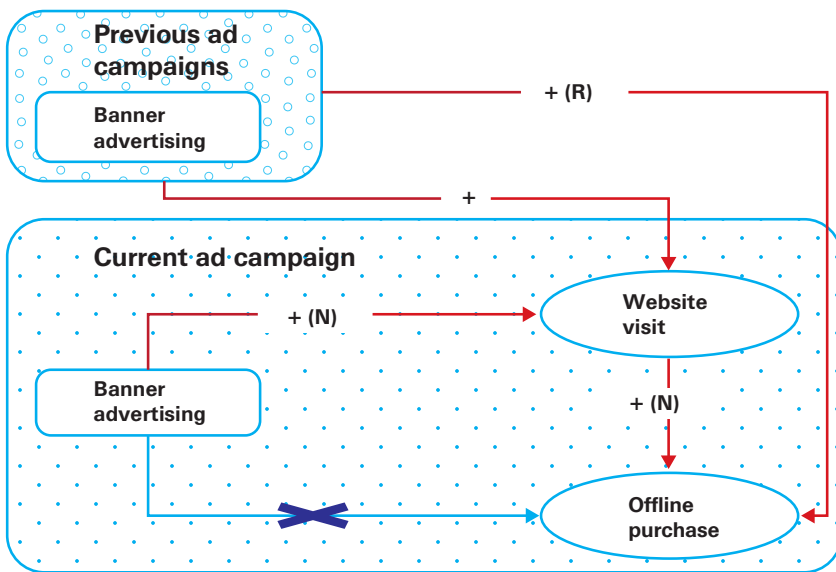 Previous ad
campaigns
Banner
advertising
+ (R)
+
Current ad campaign
+ (N)
Website
visit
Banner
advertising
+ (N)
Offline
purchase